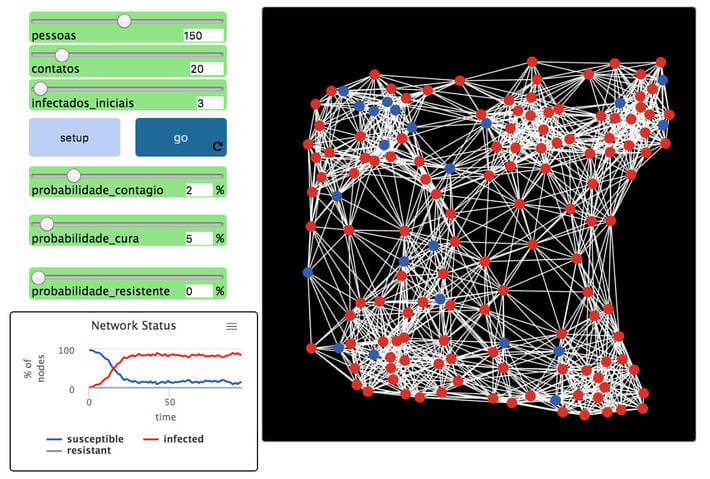 pessoas 150
contatos 20
infectados_iniciais 3
setup go
probabilidade_contagio 2 %
probabilidade_cura 5 %
probabilidade_resistente 0 %
Network Status
% of
nodes
100
0
0 50
time
susceptible infected
resistant